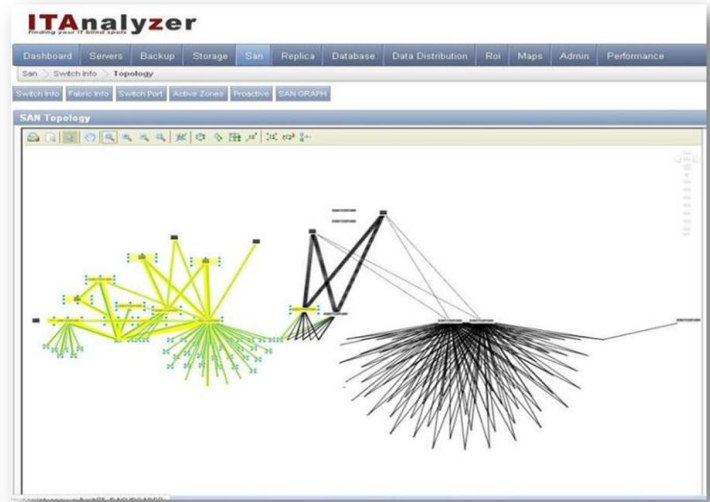 ITAnalyzer
Finding your IT blind spots
Dashboard Servers Backup Storage San Replica Database Data Distribution Roi Maps Admin Performance
San Switch Info Topology
Switch Info Fabric Info Switch Port Active Zones Proactive SAN GRAPH
SAN Topology